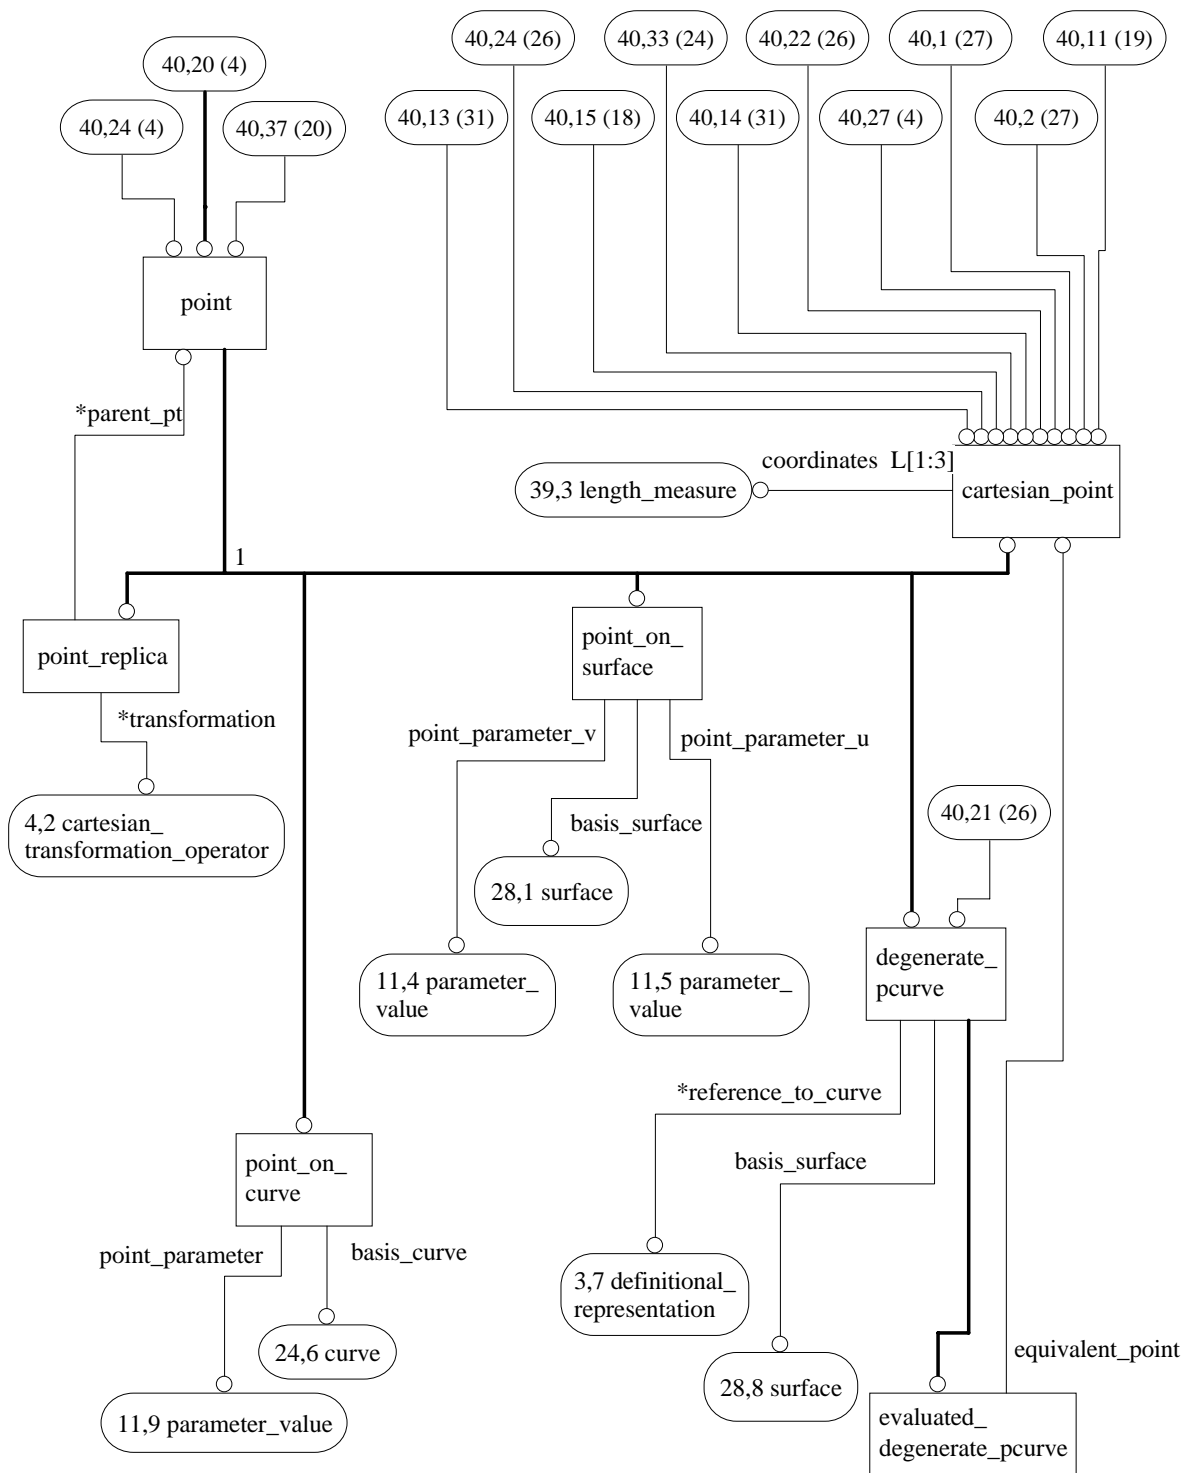 40,24 (26)
40,33 (24)
40,22 (26)
40,1 (27)
40,11 (19)
40,20 (4)
40,24 (4)
40,37 (20)
40,13 (31)
40,15 (18)
40,14 (31)
40,27 (4)
40,2 (27)
point
*parent_pt
coordinates L[1:3]
39,3 length_measure
cartesian_point
1
point_replica
point_on_
surface
*transformation
point_parameter_v
point_parameter_u
4,2 cartesian_
transformation_operator
basis_surface
40,21 (26)
28,1 surface
11,4 parameter_
value
11,5 parameter_
value
degenerate_
pcurve
*reference_to_curve
basis_surface
point_on_
curve
point_parameter
basis_curve
3,7 definitional_
representation
24,6 curve
equivalent_point
28,8 surface
11,9 parameter_value
evaluated_
degenerate_pcurve